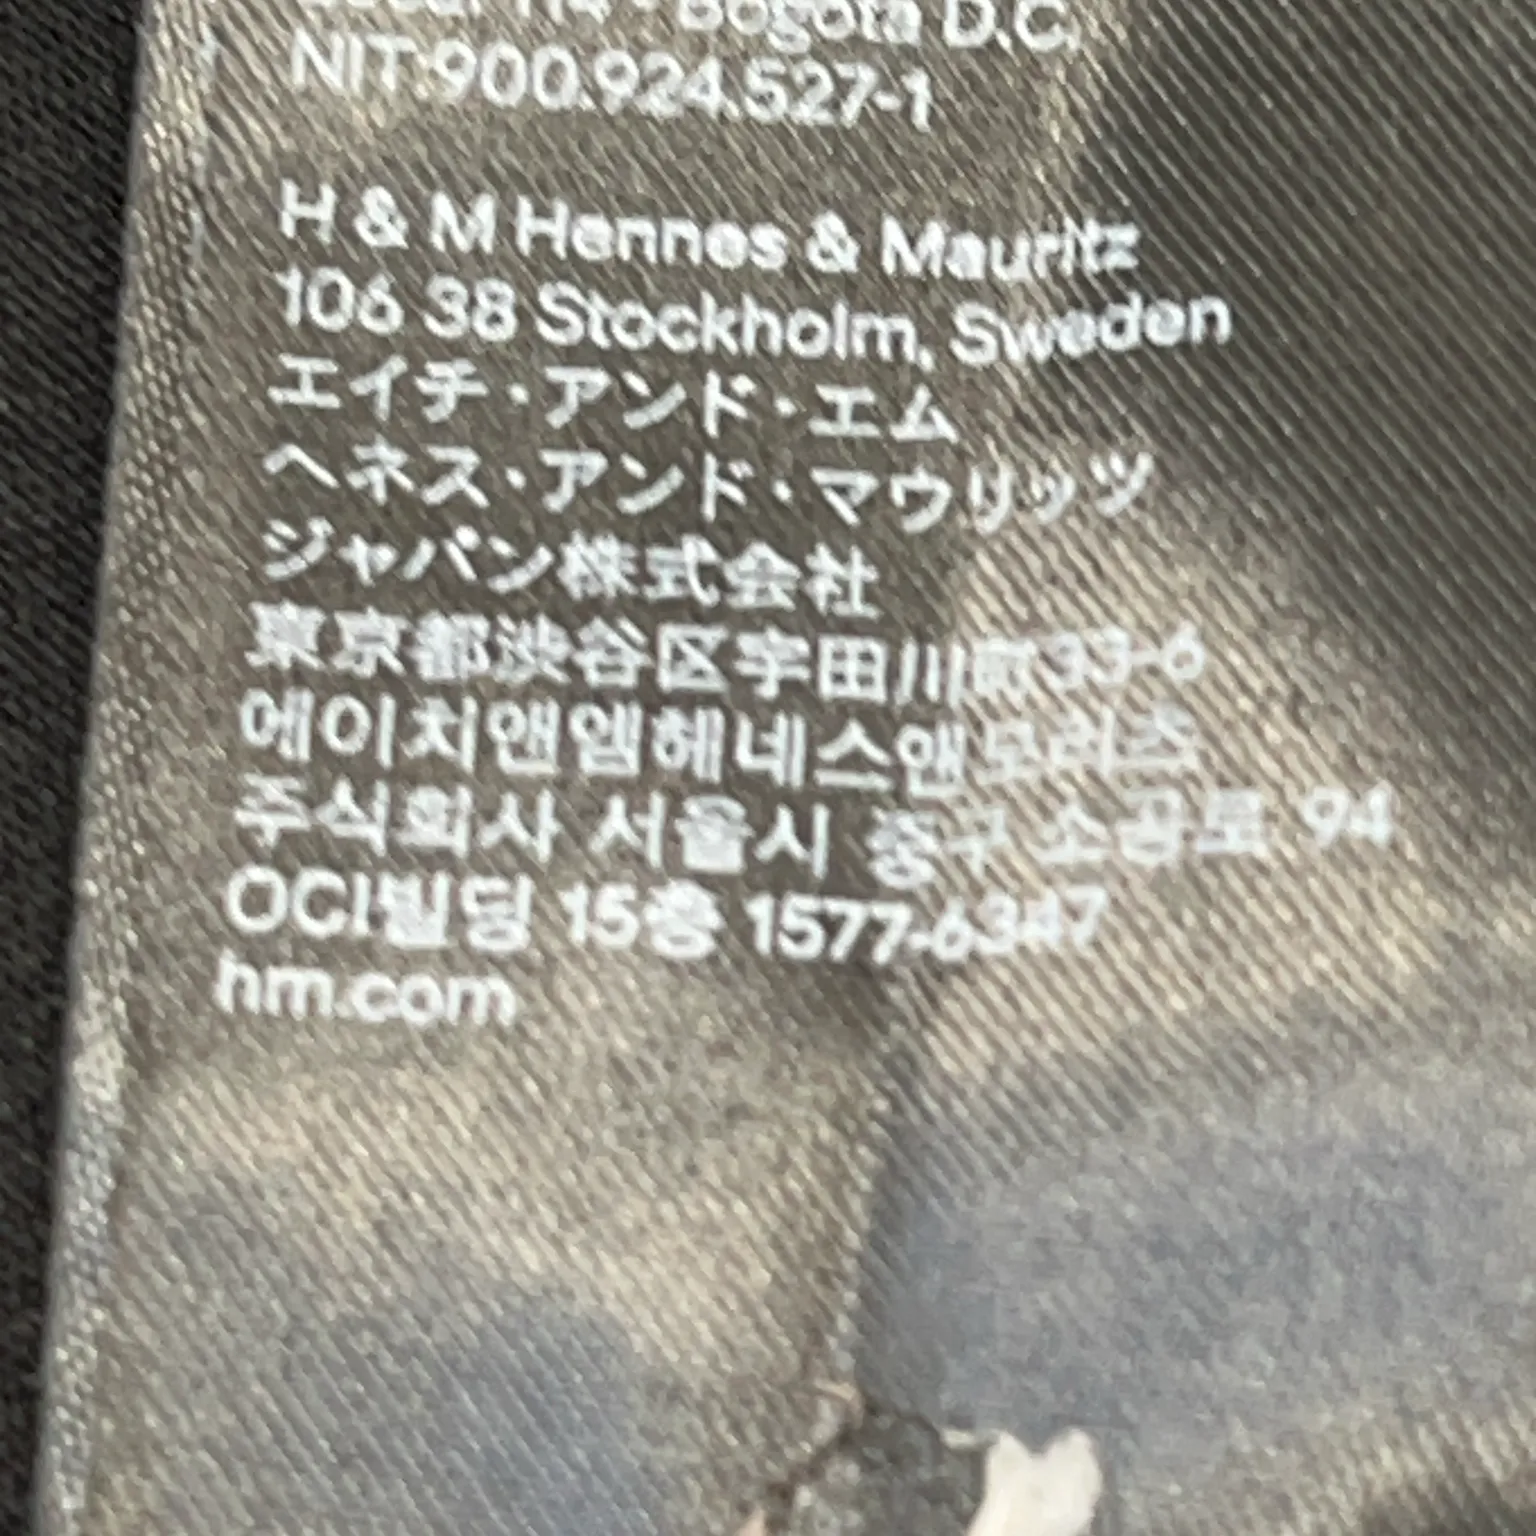 Bogota D.C.
NIT:900.924.527-1
H & M Hennes & Mauritz
106 38 Stockholm, Sweden
エイチ・アンド・エム
ヘネス・アンド・マウリッツ
ジャパン株式会社
東京都渋谷区宇田川町33-6
에이치앤엠헤네스앤모리츠
주식회사 서울시 중구 소공로 94
OCI빌딩 15층 1577-6347
hm.com